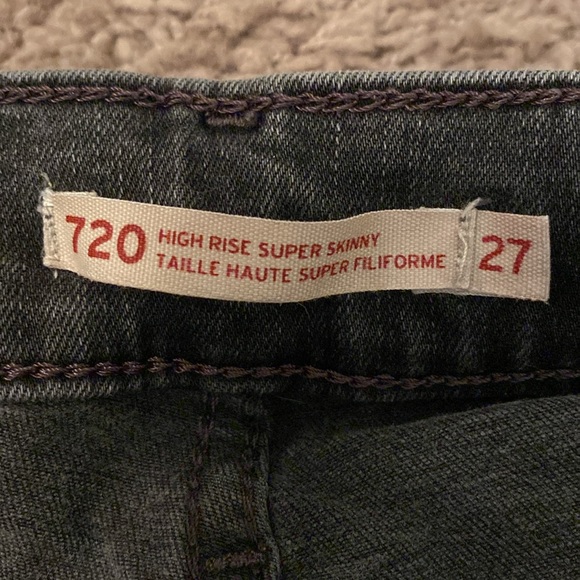 720 HIGH RISE SUPER SKINNY
TAILLE HAUTE SUPER FILIFORME
27